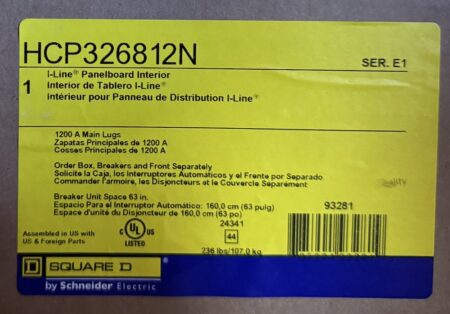 HCP326812N
SER. E1
1
I-Line® Panelboard Interior
Interior de Tablero I-Line®
Intérieur pour Panneau de Distribution I-Line®
1200 A Main Lugs
Zapatas Principales de 1200 A
Cosses Principales de 1200 A
Order Box, Breakers and Front Separately
Solicite la Caja, los Interruptores Automáticos y el Frente por Separado
Commander l'armoire, les Disjoncteurs et le Couvercle Séparement
Breaker Unit Space 63 in.
Espacio Para el Interruptor Automático: 160,0 cm (63 pulg)
Espace d'unité du Disjoncteur de 160,0 cm (63 po)
93281
24341
44
Assembled in US with
US & Foreign Parts
UL
C US
LISTED
236 lbs/107.0 kg
SQUARE D
by Schneider Electric